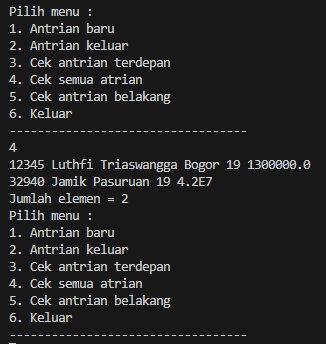 Pilih menu :
1. Antrian baru
2. Antrian keluar
3. Cek antrian terdepan
4. Cek semua atrian
5. Cek antrian belakang
6. Keluar
----------------------------------
4
12345 Luthfi Triaswangga Bogor 19 1300000.0
32940 Jamik Pasuruan 19 4.2E7
Jumlah elemen = 2
Pilih menu :
1. Antrian baru
2. Antrian keluar
3. Cek antrian terdepan
4. Cek semua atrian
5. Cek antrian belakang
6. Keluar
----------------------------------